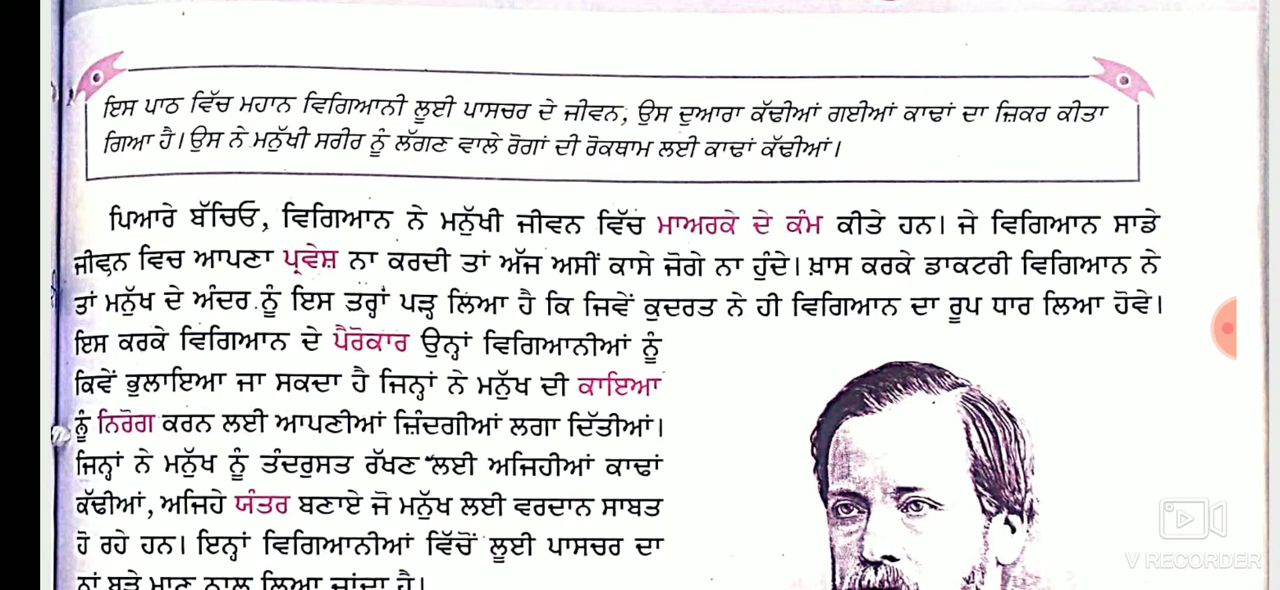 ਇਸ ਪਾਠ ਵਿੱਚ ਮਹਾਨ ਵਿਗਿਆਨੀ ਲੂਈ ਪਾਸਚਰ ਦੇ ਜੀਵਨ, ਉਸ ਦੁਆਰਾ ਕੱਢੀਆਂ ਗਈਆਂ ਕਾਢਾਂ ਦਾ ਜ਼ਿਕਰ ਕੀਤਾ
ਗਿਆ ਹੈ। ਉਸ ਨੇ ਮਨੁੱਖੀ ਸਰੀਰ ਨੂੰ ਲੱਗਣ ਵਾਲੇ ਰੋਗਾਂ ਦੀ ਰੋਕਥਾਮ ਲਈ ਕਾਢਾਂ ਕੱਢੀਆਂ।
ਪਿਆਰੇ ਬੱਚਿਓ, ਵਿਗਿਆਨ ਨੇ ਮਨੁੱਖੀ ਜੀਵਨ ਵਿੱਚ ਮਾਅਰਕੇ ਦੇ ਕੰਮ ਕੀਤੇ ਹਨ। ਜੇ ਵਿਗਿਆਨ ਸਾਡੇ
ਜੀਵਨ ਵਿਚ ਆਪਣਾ ਪ੍ਰਵੇਸ਼ ਨਾ ਕਰਦੀ ਤਾਂ ਅੱਜ ਅਸੀਂ ਕਾਸੇ ਜੋਗੇ ਨਾ ਹੁੰਦੇ। ਖ਼ਾਸ ਕਰਕੇ ਡਾਕਟਰੀ ਵਿਗਿਆਨ ਨੇ
ਤਾਂ ਮਨੁੱਖ ਦੇ ਅੰਦਰ ਨੂੰ ਇਸ ਤਰ੍ਹਾਂ ਪੜ੍ਹ ਲਿਆ ਹੈ ਕਿ ਜਿਵੇਂ ਕੁਦਰਤ ਨੇ ਹੀ ਵਿਗਿਆਨ ਦਾ ਰੂਪ ਧਾਰ ਲਿਆ ਹੋਵੇ।
ਇਸ ਕਰਕੇ ਵਿਗਿਆਨ ਦੇ ਪੈਰੋਕਾਰ ਉਨ੍ਹਾਂ ਵਿਗਿਆਨੀਆਂ ਨੂੰ
ਕਿਵੇਂ ਭੁਲਾਇਆ ਜਾ ਸਕਦਾ ਹੈ ਜਿਨ੍ਹਾਂ ਨੇ ਮਨੁੱਖ ਦੀ ਕਾਇਆ
ਨੂੰ ਨਿਰੋਗ ਕਰਨ ਲਈ ਆਪਣੀਆਂ ਜ਼ਿੰਦਗੀਆਂ ਲਗਾ ਦਿੱਤੀਆਂ।
ਜਿਨ੍ਹਾਂ ਨੇ ਮਨੁੱਖ ਨੂੰ ਤੰਦਰੁਸਤ ਰੱਖਣ ਲਈ ਅਜਿਹੀਆਂ ਕਾਢਾਂ
ਕੱਢੀਆਂ, ਅਜਿਹੇ ਯੰਤਰ ਬਣਾਏ ਜੋ ਮਨੁੱਖ ਲਈ ਵਰਦਾਨ ਸਾਬਤ
ਹੋ ਰਹੇ ਹਨ। ਇਨ੍ਹਾਂ ਵਿਗਿਆਨੀਆਂ ਵਿੱਚੋਂ ਲੂਈ ਪਾਸਚਰ ਦਾ
ਨਾਂ ਬੜੇ ਮਾਣ ਨਾਲ ਲਿਆ ਜਾਂਦਾ ਹੈ।
V RECORDER